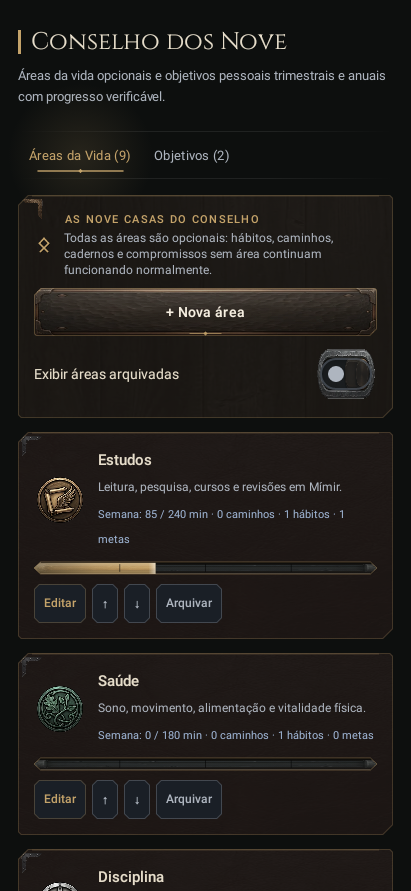 Conselho dos Nove
Áreas da vida opcionais e objetivos pessoais trimestrais e anuais
com progresso verificável.
Áreas da Vida (9)
Objetivos (2)
AS NOVE CASAS DO CONSELHO
Todas as áreas são opcionais: hábitos, caminhos,
cadernos e compromissos sem área continuam
funcionando normalmente.
+ Nova área
Exibir áreas arquivadas
Estudos
Leitura, pesquisa, cursos e revisões em Mímir.
Semana: 85 / 240 min · 0 caminhos · 1 hábitos · 1
metas
Editar ↑ ↓ Arquivar
Saúde
Sono, movimento, alimentação e vitalidade física.
Semana: 0 / 180 min · 0 caminhos · 1 hábitos · 0 metas
Editar ↑ ↓ Arquivar
Disciplina